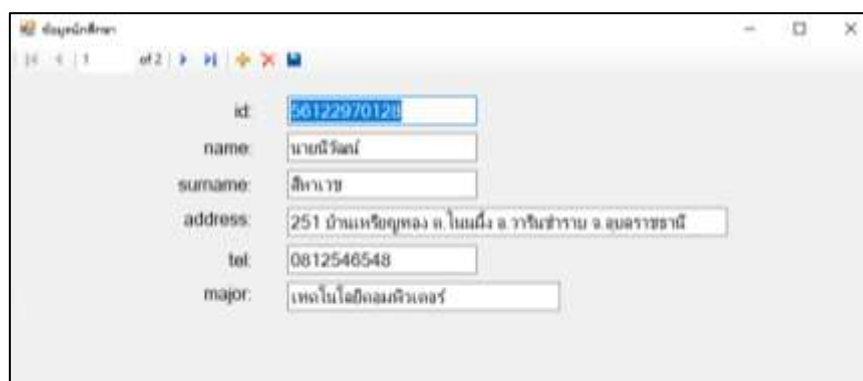 ข้อมูลนักศึกษา
1 of 2
id: 56122970128
name: นายนิวัฒน์
surname: สีหาเวช
address: 251 บ้านเหรียญทอง ต.โนนผึ้ง อ.วารินชำราบ จ.อุบลราชธานี
tel: 0812546548
major: เทคโนโลยีคอมพิวเตอร์